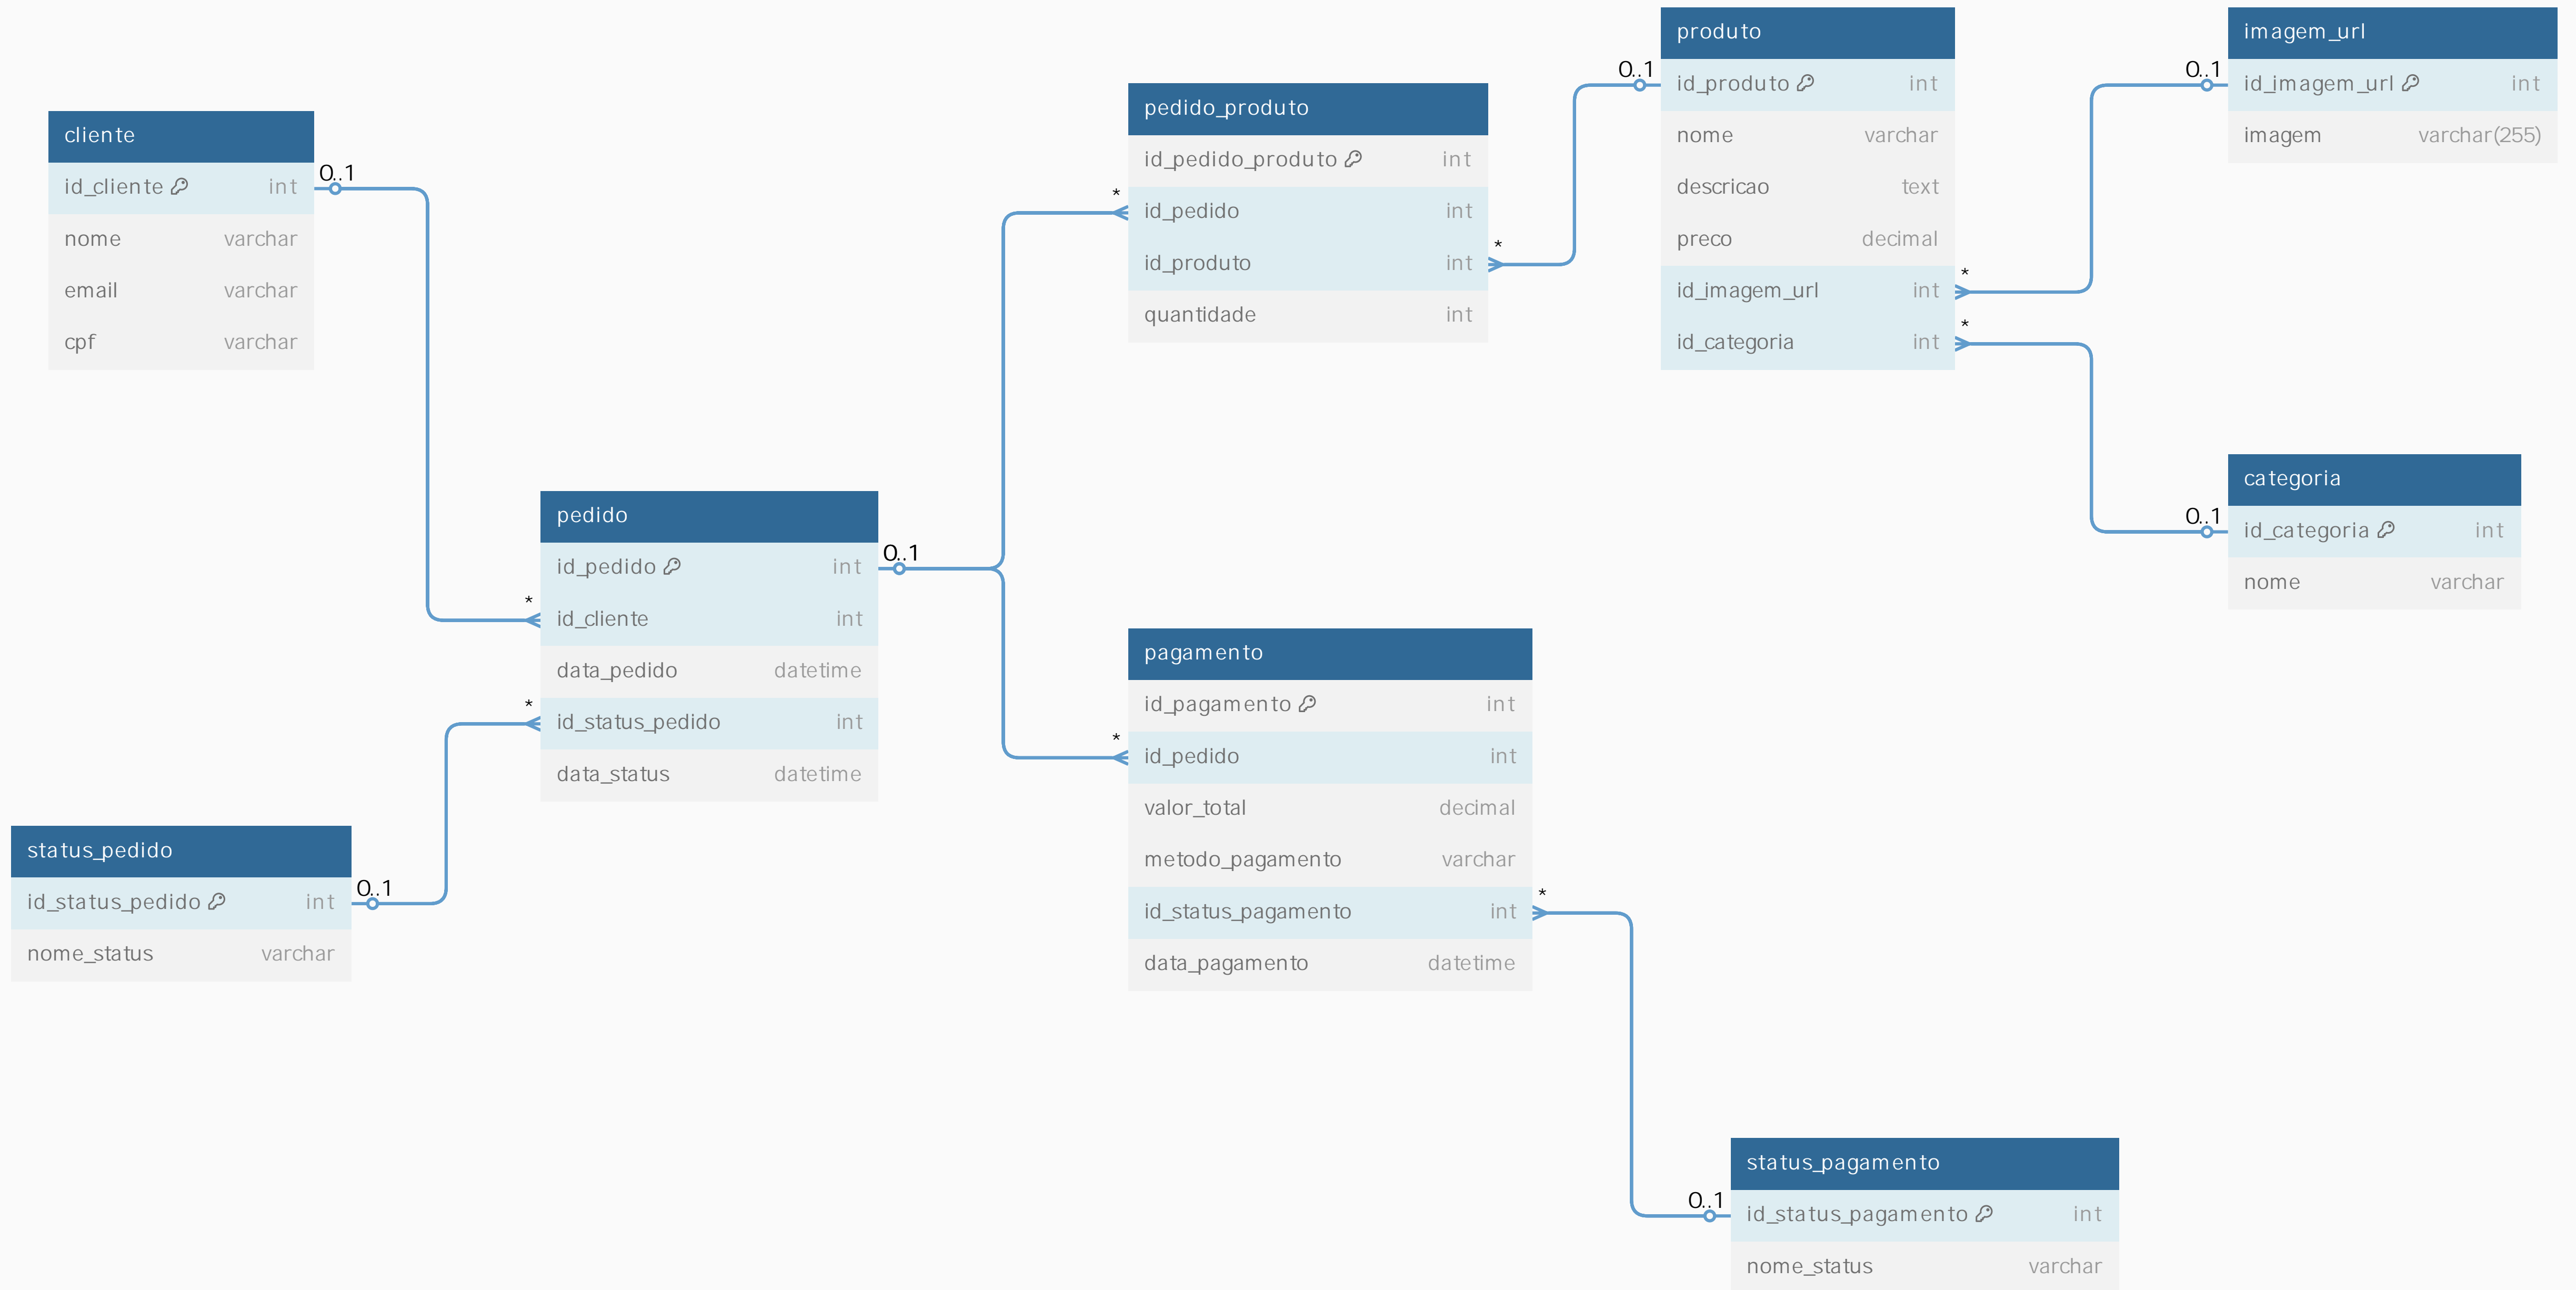 cliente
id_cliente int
nome varchar
email varchar
cpf varchar
0..1
*
status_pedido
id_status_pedido int
nome_status varchar
0..1
*
pedido
id_pedido int
id_cliente int
data_pedido datetime
id_status_pedido int
data_status datetime
0..1
*
*
pedido_produto
id_pedido_produto int
id_pedido int
id_produto int
quantidade int
*
pagamento
id_pagamento int
id_pedido int
valor_total decimal
metodo_pagamento varchar
id_status_pagamento int
data_pagamento datetime
*
0..1
produto
id_produto int
nome varchar
descricao text
preco decimal
id_imagem_url int
id_categoria int
*
*
0..1
imagem_url
id_imagem_url int
imagem varchar(255)
0..1
categoria
id_categoria int
nome varchar
0..1
status_pagamento
id_status_pagamento int
nome_status varchar